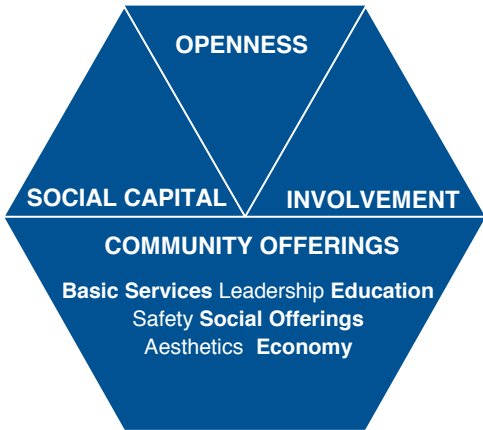 OPENNESS
SOCIAL CAPITAL
INVOLVEMENT
COMMUNITY OFFERINGS
Basic Services Leadership Education
Safety Social Offerings
Aesthetics Economy